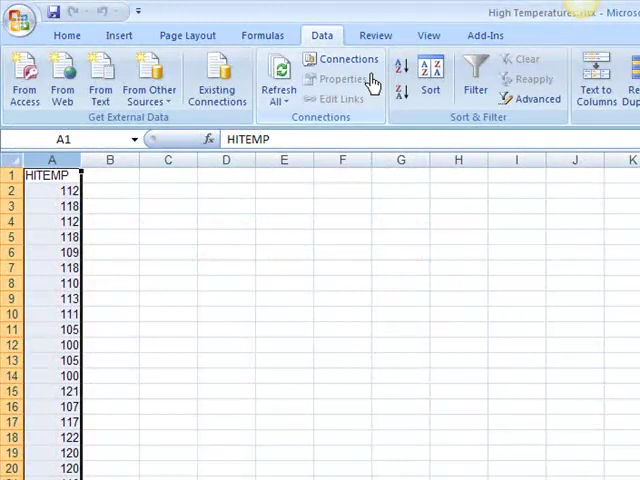 High Temperatures.mtx - Microso
Home Insert Page Layout Formulas Data Review View Add-Ins
From Access
From Web
From Text
From Other Sources
Get External Data
Existing Connections
Refresh All
Connections
Properties
Edit Links
Connections
Sort
Filter
Clear
Reapply
Advanced
Sort & Filter
Text to Columns
Re
Dup
A1 fx HITEMP
A B C D E F G H I J K
1 HITEMP
2 112
3 118
4 112
5 118
6 109
7 118
8 110
9 113
10 111
11 105
12 100
13 105
14 100
15 121
16 107
17 117
18 122
19 120
20 120